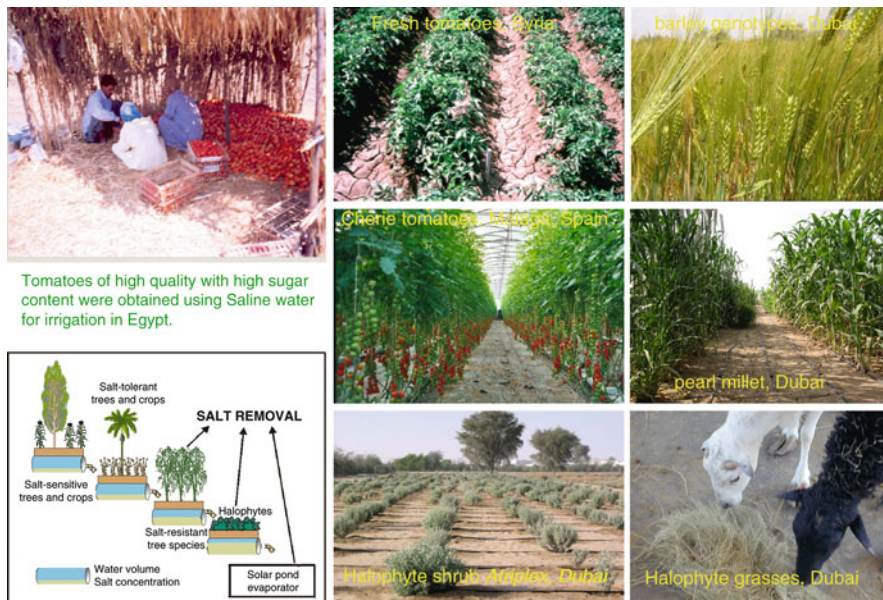 Tomatoes of high quality with high sugar
content were obtained using Saline water
for irrigation in Egypt.
Salt-tolerant
trees and crops
SALT REMOVAL
Salt-sensitive
trees and crops
Halophytes
Salt-resistant
tree species
Water volume
Salt concentration
Solar pond
evaporator
Fresh tomatoes, Syria
barley genotypes, Dubai
Cherie tomatoes, Malaga, Spain
pearl millet, Dubai
Halophyte shrub Atriplex, Dubai
Halophyte grasses, Dubai